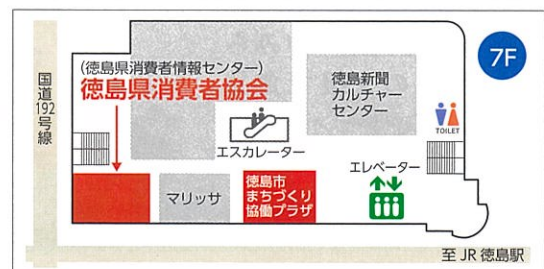 7F
国道192号線
(徳島県消費者情報センター)
徳島県消費者協会
徳島新聞
カルチャー
センター
TOILET
エスカレーター
エレベーター
マリッサ
徳島市
まちづくり
協働プラザ
至JR徳島駅